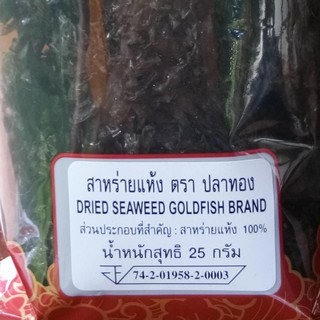 สาหร่ายแห้ง ตรา ปลาทอง
DRIED SEAWEED GOLDFISH BRAND
ส่วนประกอบที่สำคัญ : สาหร่ายแห้ง 100%
น้ำหนักสุทธิ 25 กรัม
74-2-01958-2-0003